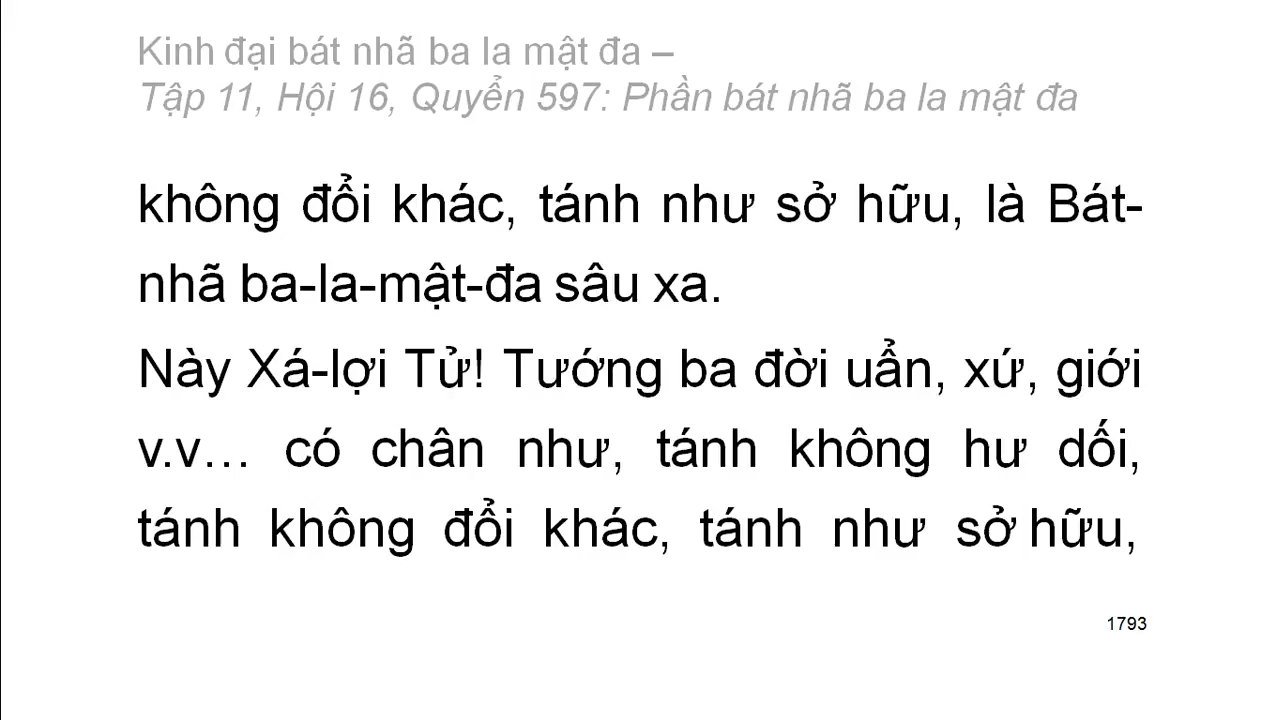 Kinh đại bát nhã ba la mật đa –
Tập 11, Hội 16, Quyển 597: Phần bát nhã ba la mật đa
không đổi khác, tánh như sở hữu, là Bát-
nhã ba-la-mật-đa sâu xa.
Này Xá-lợi Tử! Tướng ba đời uẩn, xứ, giới
v.v… có chân như, tánh không hư dối,
tánh không đổi khác, tánh như sở hữu,
1793